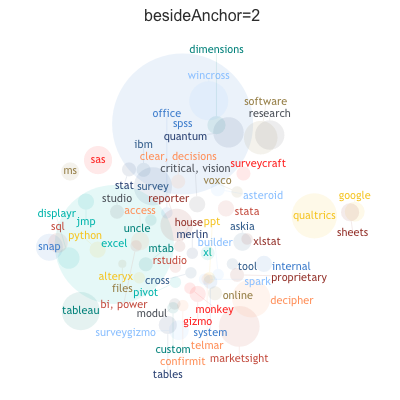 besideAnchor=2
dimensions
wincross
software
office
research
spss
quantum
ibm
clear, decisions
sas
critical, vision
surveycraft
ms
voxco
stat
survey
studio
reporter
asteroid
google
displayr
access
stata
qualtrics
jmp
house
ppt
sql
uncle
askia
python
merlin
sheets
snap
excel
mtab
builder
xlstat
xl
rstudio
tool
internal
alteryx
cross
spark
proprietary
files
pivot
online
decipher
bi, power
tableau
modul
monkey
gizmo
surveygizmo
system
telmar
custom
marketsight
confirmit
tables